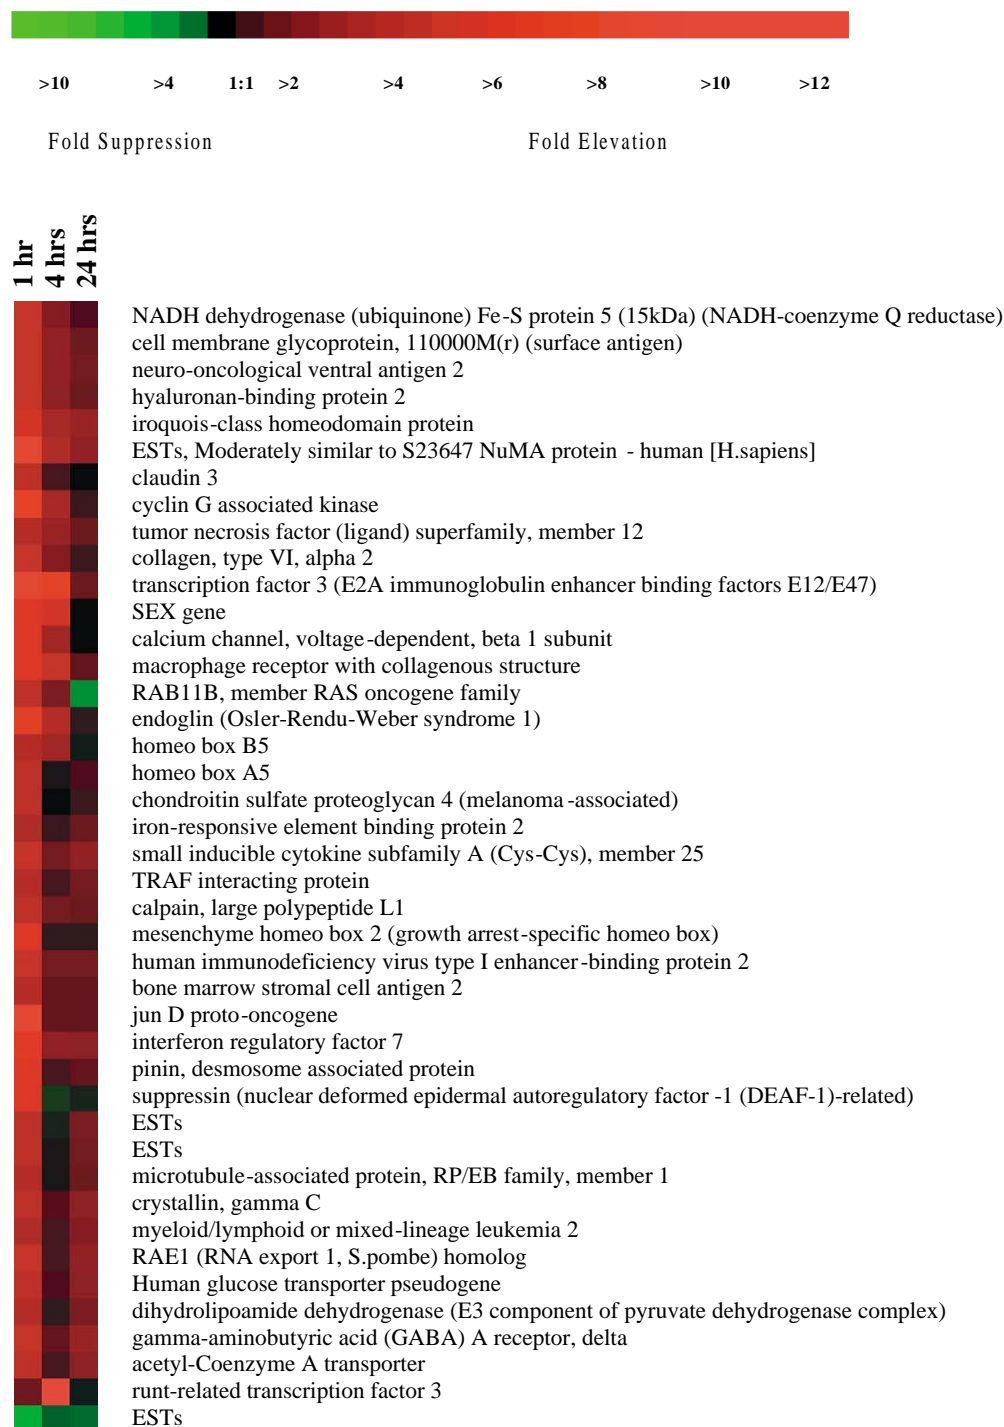 >10 >4 1:1 >2 >4 >6 >8 >10 >12
Fold Suppression Fold Elevation
1 hr
4 hrs
24 hrs
NADH dehydrogenase (ubiquinone) Fe-S protein 5 (15kDa) (NADH-coenzyme Q reductase)
cell membrane glycoprotein, 110000M(r) (surface antigen)
neuro-oncological ventral antigen 2
hyaluronan-binding protein 2
iroquois-class homeodomain protein
ESTs, Moderately similar to S23647 NuMA protein - human [H.sapiens]
claudin 3
cyclin G associated kinase
tumor necrosis factor (ligand) superfamily, member 12
collagen, type VI, alpha 2
transcription factor 3 (E2A immunoglobulin enhancer binding factors E12/E47)
SEX gene
calcium channel, voltage-dependent, beta 1 subunit
macrophage receptor with collagenous structure
RAB11B, member RAS oncogene family
endoglin (Osler-Rendu-Weber syndrome 1)
homeo box B5
homeo box A5
chondroitin sulfate proteoglycan 4 (melanoma -associated)
iron-responsive element binding protein 2
small inducible cytokine subfamily A (Cys-Cys), member 25
TRAF interacting protein
calpain, large polypeptide L1
mesenchyme homeo box 2 (growth arrest-specific homeo box)
human immunodeficiency virus type I enhancer-binding protein 2
bone marrow stromal cell antigen 2
jun D proto-oncogene
interferon regulatory factor 7
pinin, desmosome associated protein
suppressin (nuclear deformed epidermal autoregulatory factor -1 (DEAF-1)-related)
ESTs
ESTs
microtubule-associated protein, RP/EB family, member 1
crystallin, gamma C
myeloid/lymphoid or mixed-lineage leukemia 2
RAE1 (RNA export 1, S.pombe) homolog
Human glucose transporter pseudogene
dihydrolipoamide dehydrogenase (E3 component of pyruvate dehydrogenase complex)
gamma-aminobutyric acid (GABA) A receptor, delta
acetyl-Coenzyme A transporter
runt-related transcription factor 3
ESTs